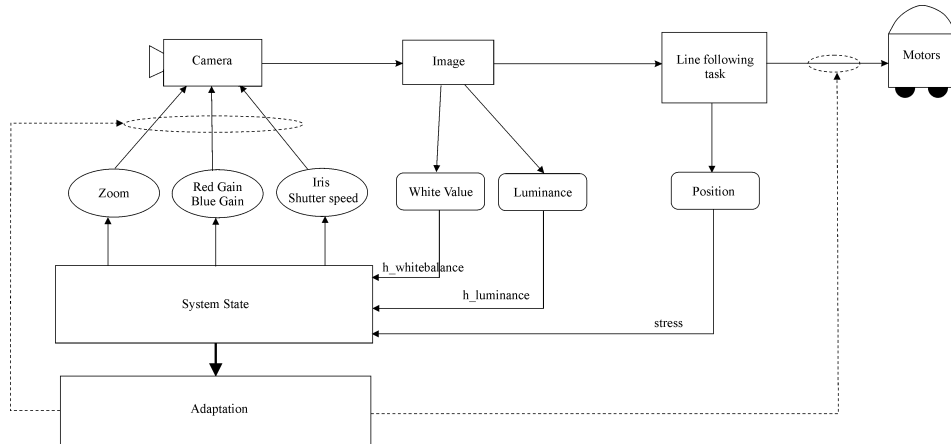 Camera
Image
Line following
task
Motors
Zoom
Red Gain
Blue Gain
Iris
Shutter speed
White Value
Luminance
Position
h_whitebalance
h_luminance
stress
System State
Adaptation